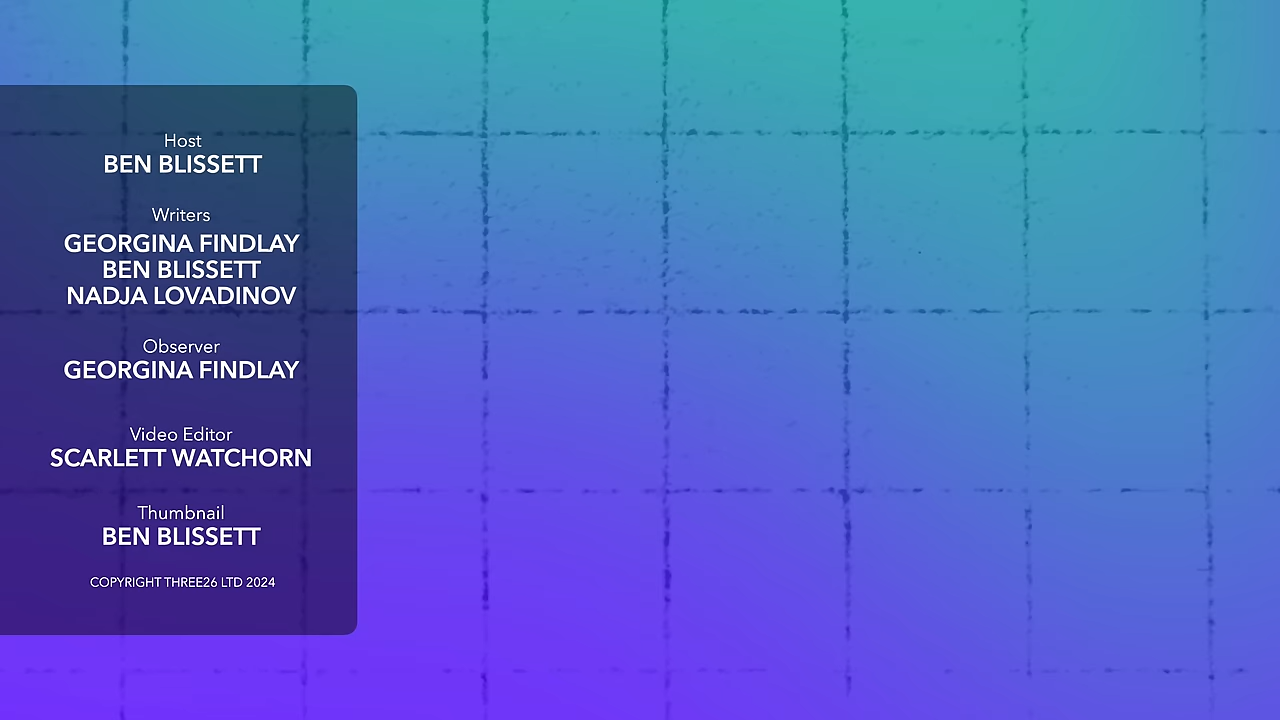 Host
BEN BLISSETT
Writers
GEORGINA FINDLAY
BEN BLISSETT
NADJA LOVADINOV
Observer
GEORGINA FINDLAY
Video Editor
SCARLETT WATCHORN
Thumbnail
BEN BLISSETT
COPYRIGHT THREE26 LTD 2024